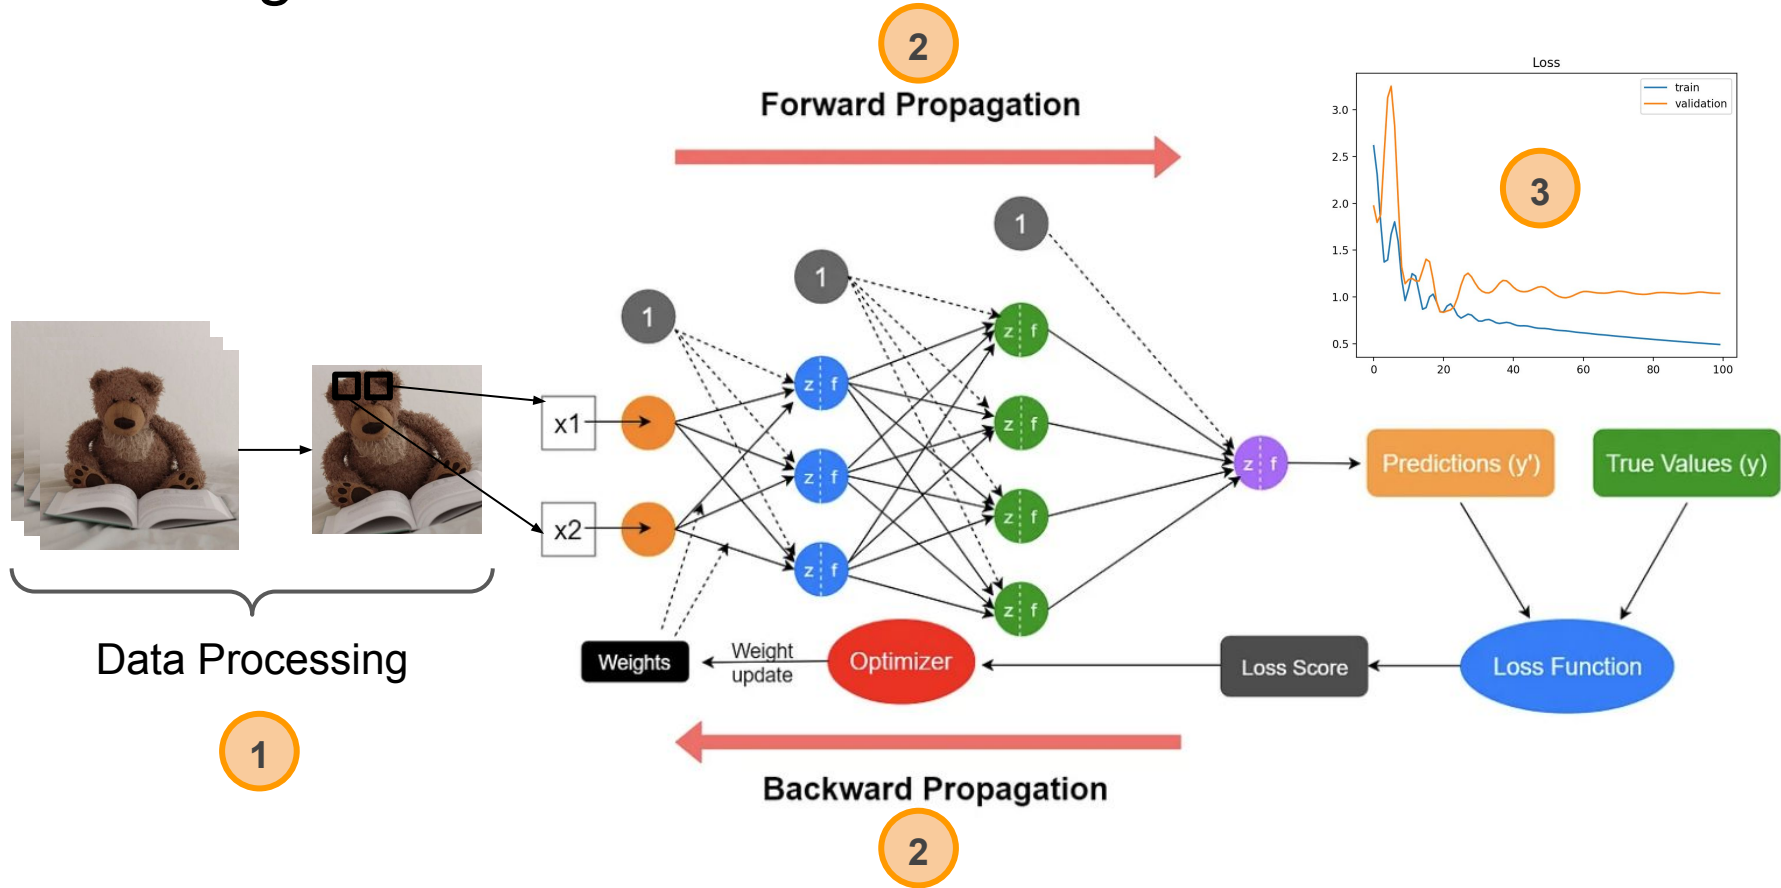 2
Forward Propagation
Loss
train
validation
3.0
2.5
2.0
1.5
1.0
0.5
0 20 40 60 80 100
3
1
1
1
z f
z f
z f
z f
z f
z f
z f
z f
x1
x2
Predictions (y')
True Values (y)
Data Processing
1
Weights
Weight
update
Optimizer
Loss Score
Loss Function
Backward Propagation
2